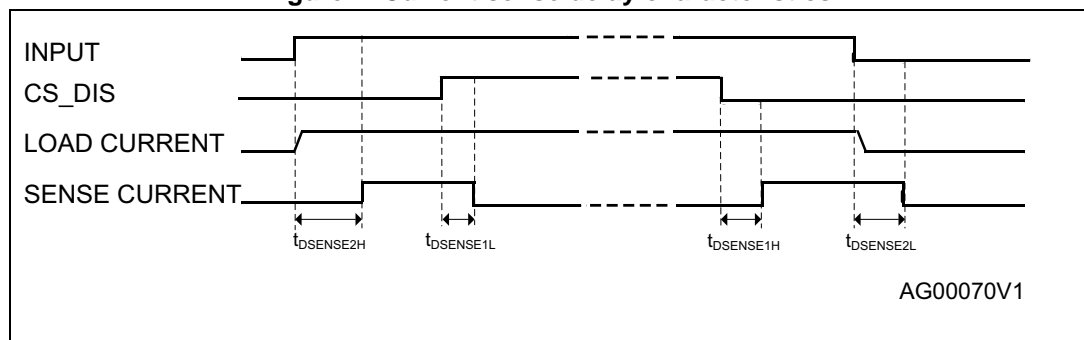 INPUT
CS_DIS
LOAD CURRENT
SENSE CURRENT
tDSENSE2H tDSENSE1L tDSENSE1H tDSENSE2L
AG00070V1